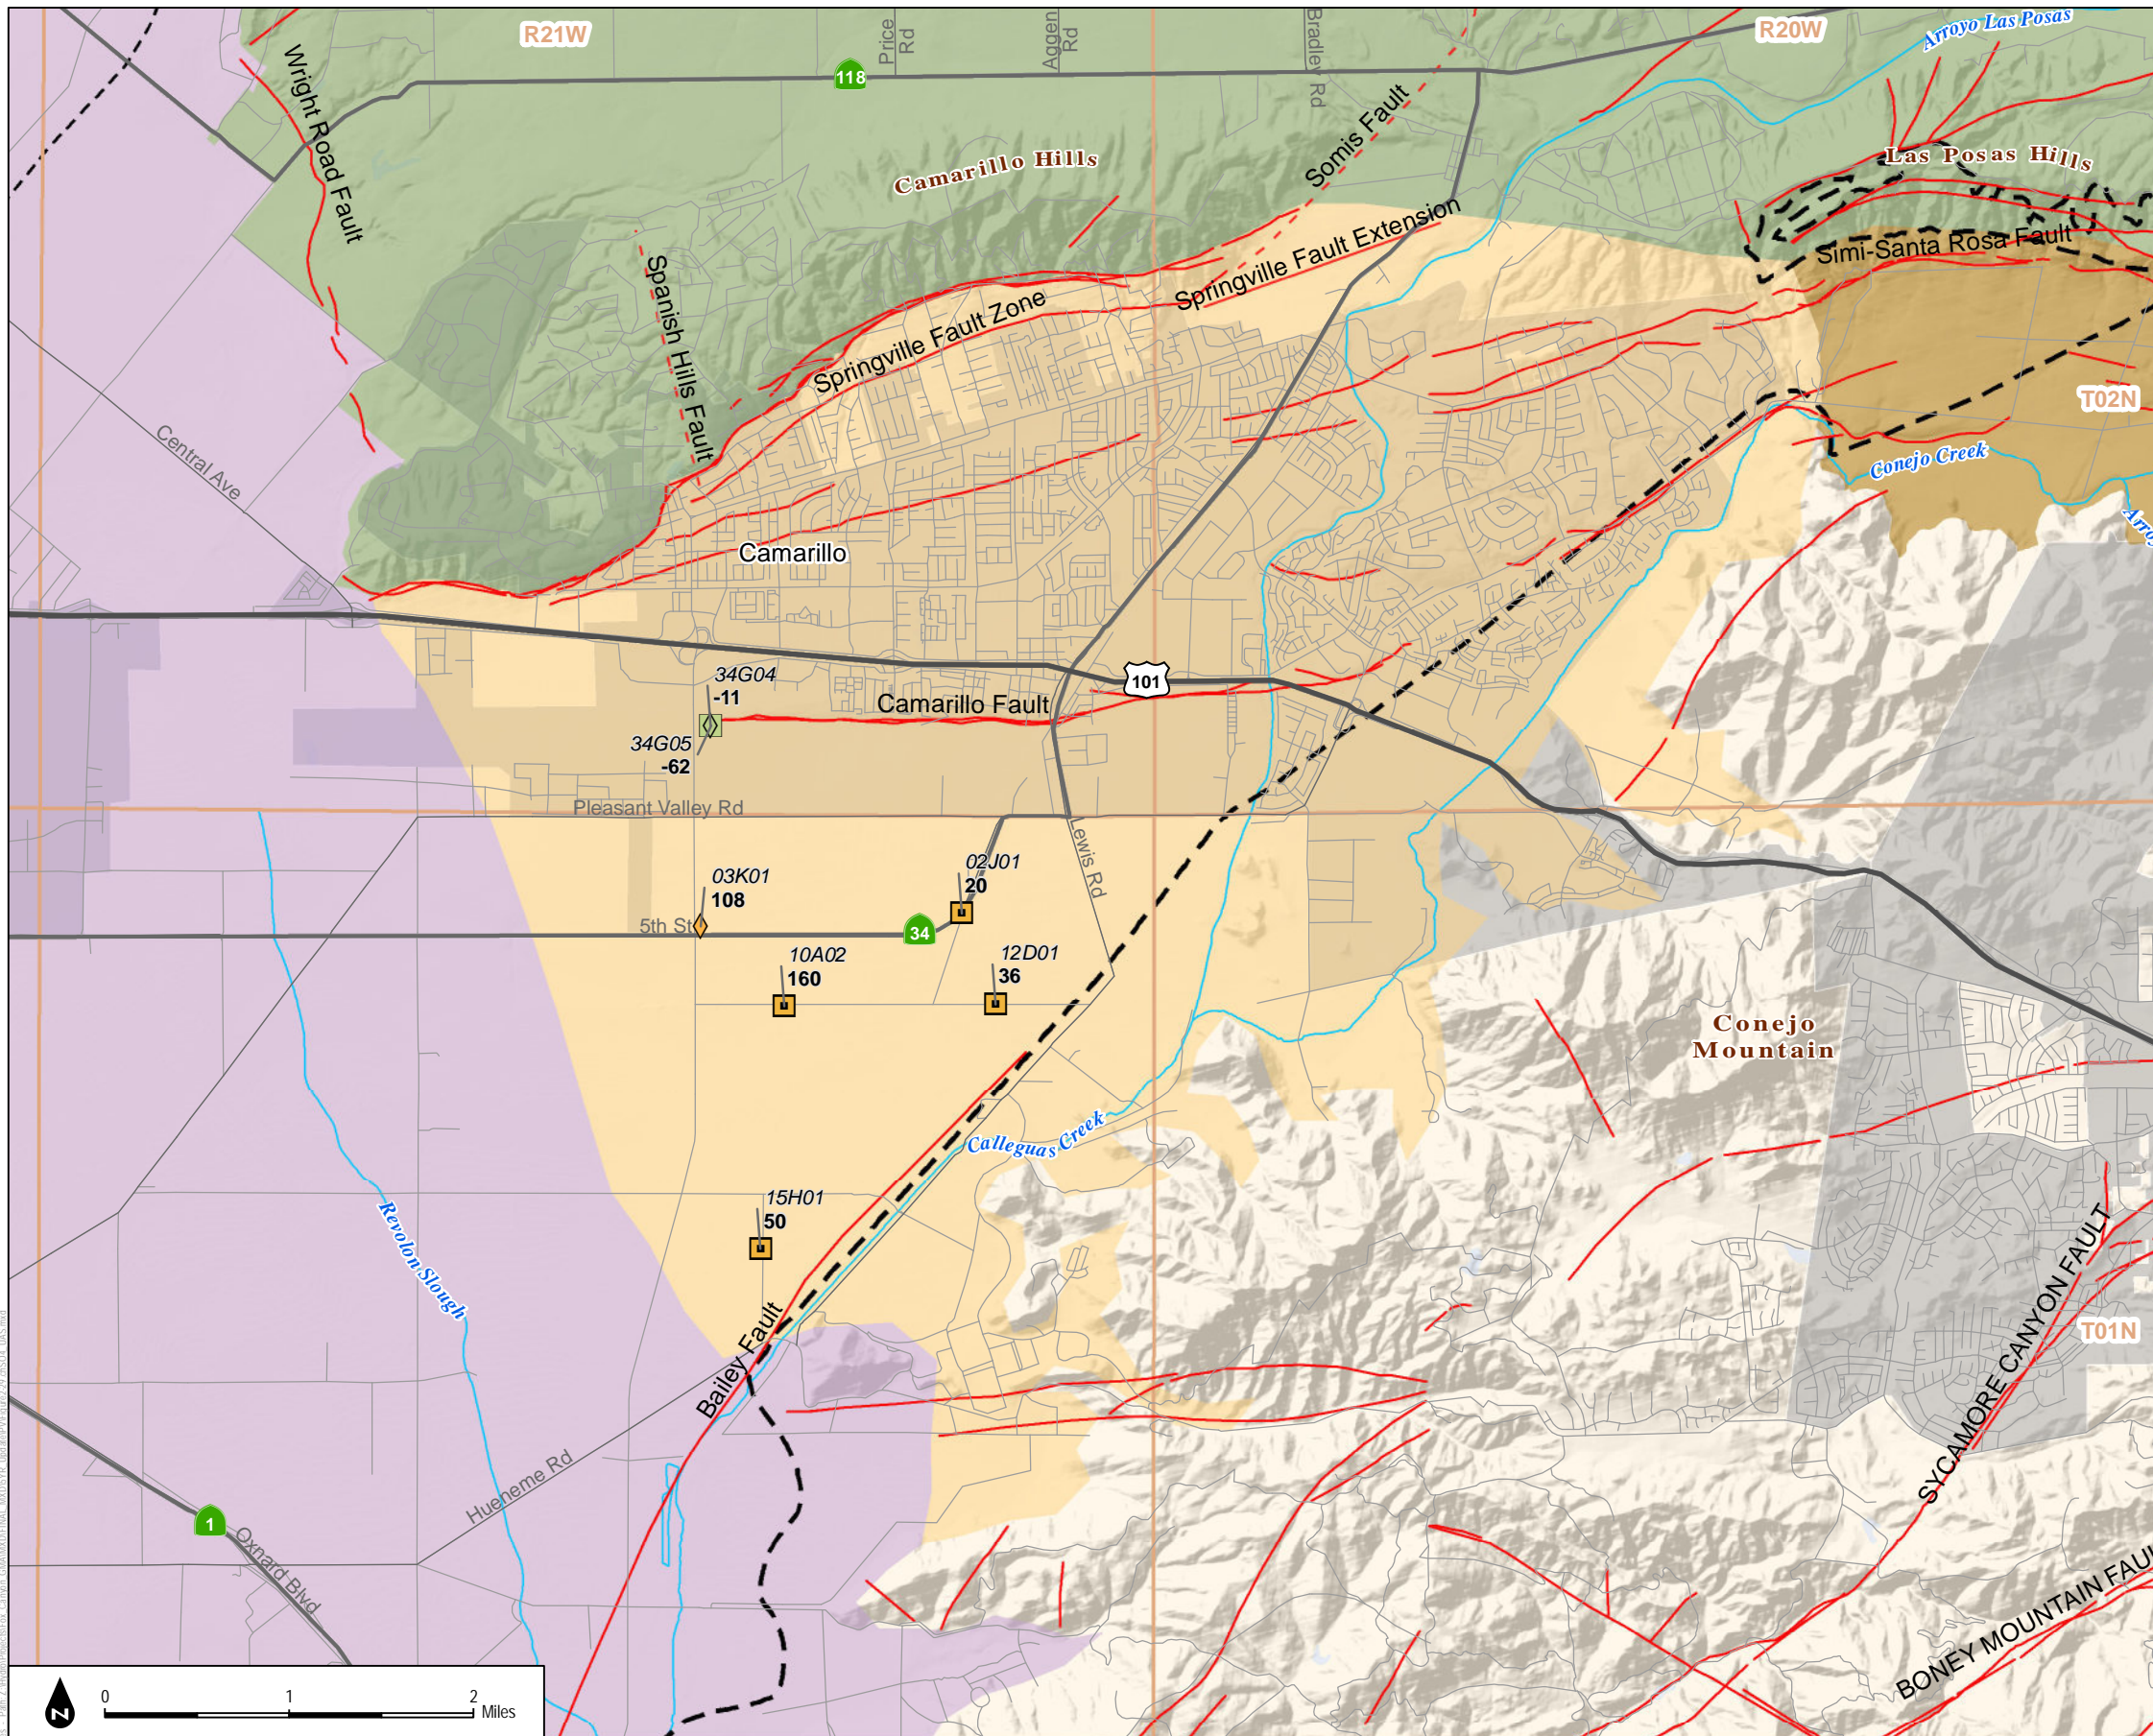 R21W
Price
Rd
Aggen
Rd
Bradley Rd
R20W
Arroyo Las Posas
118
Wright Road Fault
Somis Fault
Camarillo Hills
Las Posas Hills
Springville Fault Extension
Simi-Santa Rosa Fault
Spanish Hills Fault
Springville Fault Zone
T02N
Central Ave
Conejo Creek
Camarillo
34G04
-11
101
Camarillo Fault
34G05
-62
Pleasant Valley Rd
Lewis Rd
02J01
20
03K01
108
5th St
34
10A02
160
12D01
36
Conejo
Mountain
Calleguas Creek
15H01
50
Revolon Slough
Bailey Fault
SYCAMORE CANYON FAULT
T01N
Hueneme Rd
1
Oxnard Blvd
BONEY MOUNTAIN FAU
N
0 1 2
Miles